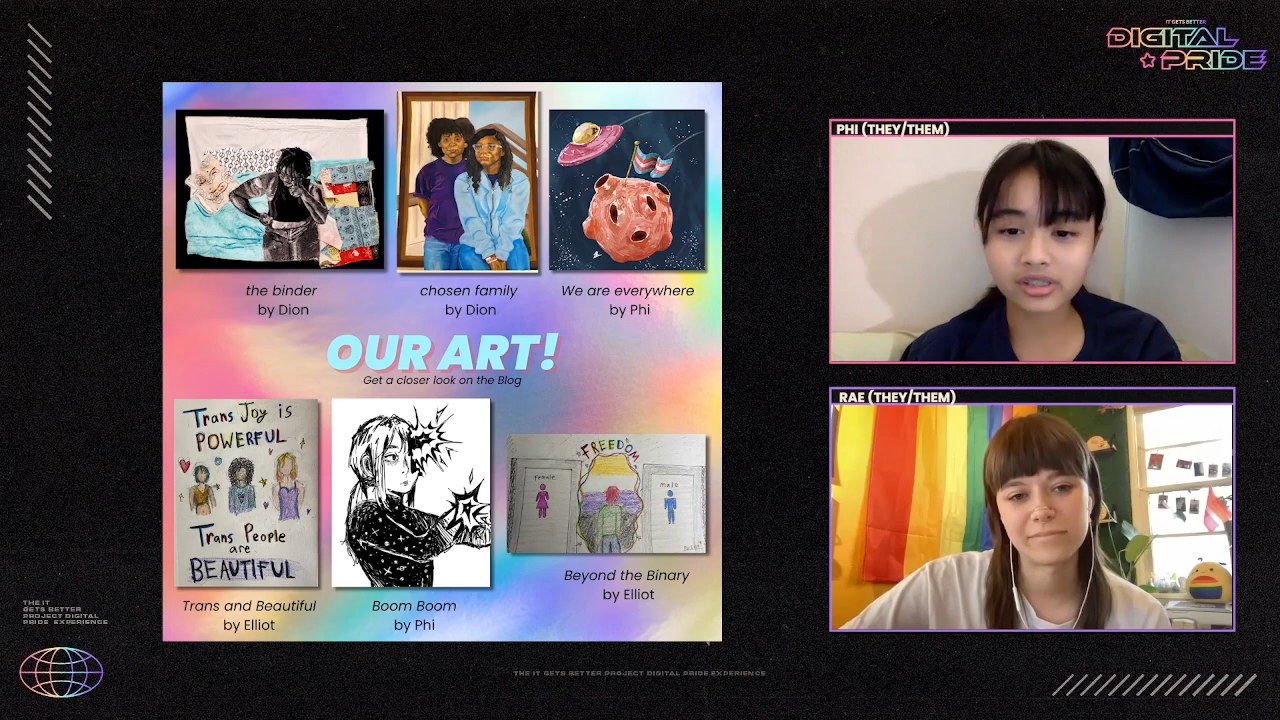 IT GETS BETTER
DIGITAL
PRIDE
the binder
by Dion
chosen family
by Dion
We are everywhere
by Phi
OUR ART!
Get a closer look on the Blog
Trans Joy is
POWERFUL
Trans People
are
BEAUTIFUL
FREEDOM
female
male
Trans and Beautiful
by Elliot
Boom Boom
by Phi
Beyond the Binary
by Elliot
PHI (THEY/THEM)
RAE (THEY/THEM)
THE IT
GETS BETTER
PROJECT DIGITAL
PRIDE EXPERIENCE
THE IT GETS BETTER PROJECT DIGITAL PRIDE EXPERIENCE